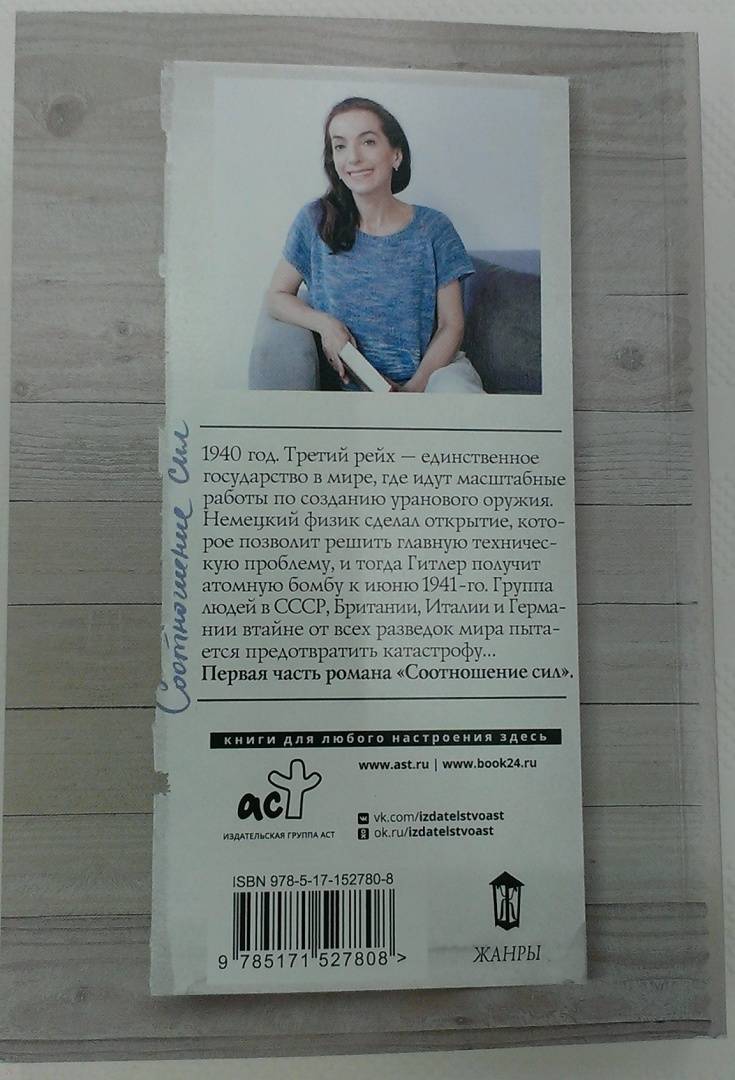 Соотношение сил
1940 год. Третий рейх — единственное
государство в мире, где идут масштабные
работы по созданию уранового оружия.
Немецкий физик сделал открытие, кото-
рое позволит решить главную техничес-
кую проблему, и тогда Гитлер получит
атомную бомбу к июню 1941-го. Группа
людей в СССР, Британии, Италии и Герма-
нии втайне от всех разведок мира пыта-
ется предотвратить катастрофу...
Первая часть романа «Соотношение сил».
книги для любого настроения здесь
www.ast.ru | www.book24.ru
аст
ИЗДАТЕЛЬСКАЯ ГРУППА АСТ
vk.com/izdatelstvoast
ok.ru/izdatelstvoast
ISBN 978-5-17-152780-8
9 785171 527808 >
Ж
ЖАНРЫ